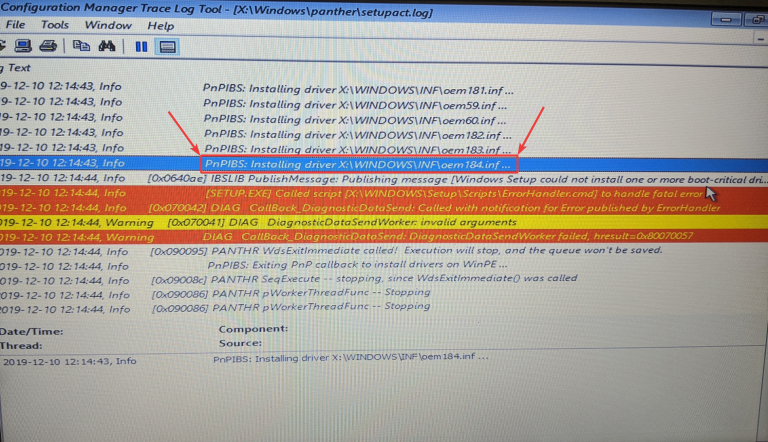 Configuration Manager Trace Log Tool - [X:\Windows\panther\setupact.log]
File Tools Window Help
Text
19-12-10 12:14:43, Info PnPIBS: Installing driver X:\WINDOWS\INF\oem181.inf ...
19-12-10 12:14:43, Info PnPIBS: Installing driver X:\WINDOWS\INF\oem59.inf ...
19-12-10 12:14:43, Info PnPIBS: Installing driver X:\WINDOWS\INF\oem60.inf ...
19-12-10 12:14:43, Info PnPIBS: Installing driver X:\WINDOWS\INF\oem182.inf ...
19-12-10 12:14:43, Info PnPIBS: Installing driver X:\WINDOWS\INF\oem183.inf ...
19-12-10 12:14:43, Info PnPIBS: Installing driver X:\WINDOWS\INF\oem184.inf ...
19-12-10 12:14:44, Info [0x0640ae] IBSLIB PublishMessage: Publishing message [Windows Setup could not install one or more boot-critical dri...
019-12-10 12:14:44, Info [SETUP.EXE] Called script [X:\WINDOWS\Setup\Scripts\ErrorHandler.cmd] to handle fatal error
019-12-10 12:14:44, Info [0x070042] DIAG CallBack_DiagnosticDataSend: Called with notification for Error published by ErrorHandler
019-12-10 12:14:44, Warning [0x070041] DIAG DiagnosticDataSendWorker: invalid arguments
2019-12-10 12:14:44, Warning DIAG CallBack_DiagnosticDataSend: DiagnosticDataSendWorker failed, hresult=0x80070057
2019-12-10 12:14:44, Info [0x090095] PANTHR WdsExitImmediate called! Execution will stop, and the queue won't be saved.
2019-12-10 12:14:44, Info PnPIBS: Exiting PnP callback to install drivers on WinPE ...
2019-12-10 12:14:44, Info [0x09008c] PANTHR SeqExecute -- stopping, since WdsExitImmediate() was called
2019-12-10 12:14:44, Info [0x090086] PANTHR pWorkerThreadFunc -- Stopping
2019-12-10 12:14:44, Info [0x090086] PANTHR pWorkerThreadFunc -- Stopping
Date/Time: Component:
Thread: Source:
2019-12-10 12:14:43, Info PnPIBS: Installing driver X:\WINDOWS\INF\oem184.inf ...